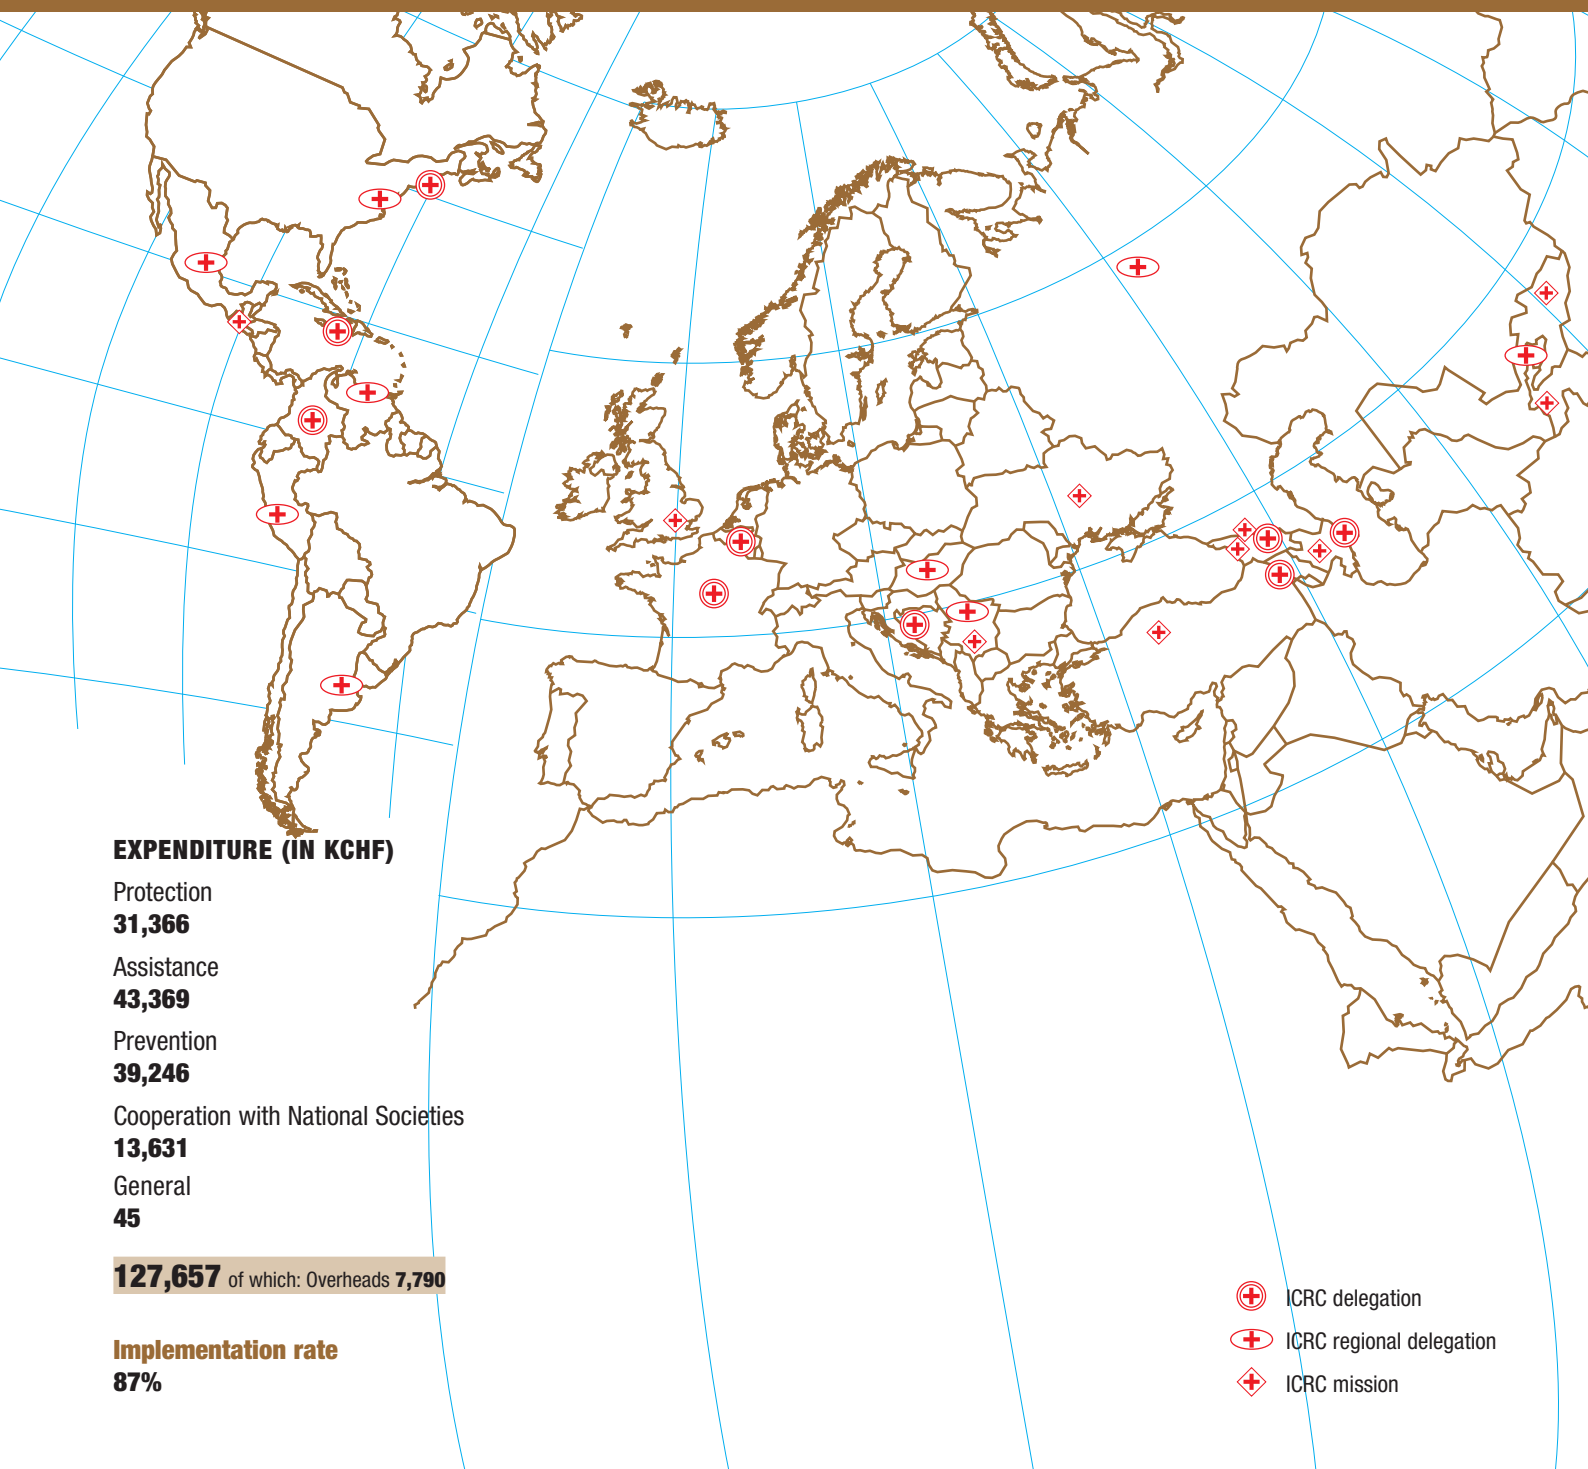 EXPENDITURE (IN KCHF)
Protection
31,366
Assistance
43,369
Prevention
39,246
Cooperation with National Societies
13,631
General
45
127,657 of which: Overheads 7,790
Implementation rate
87%
ICRC delegation
ICRC regional delegation
ICRC mission